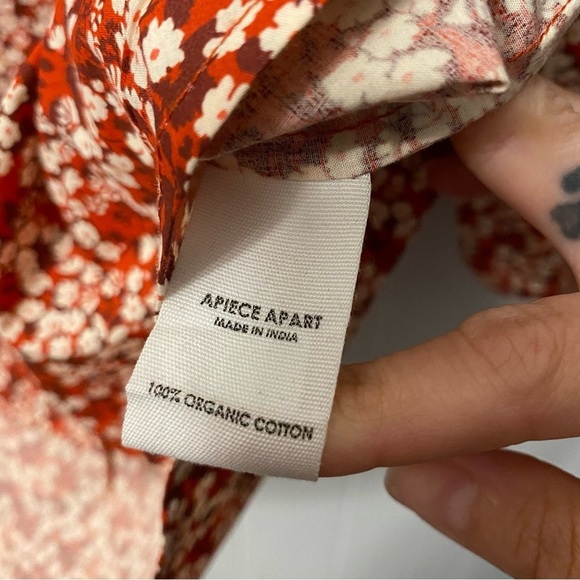 APIECE APART
MADE IN INDIA
100% ORGANIC COTTON